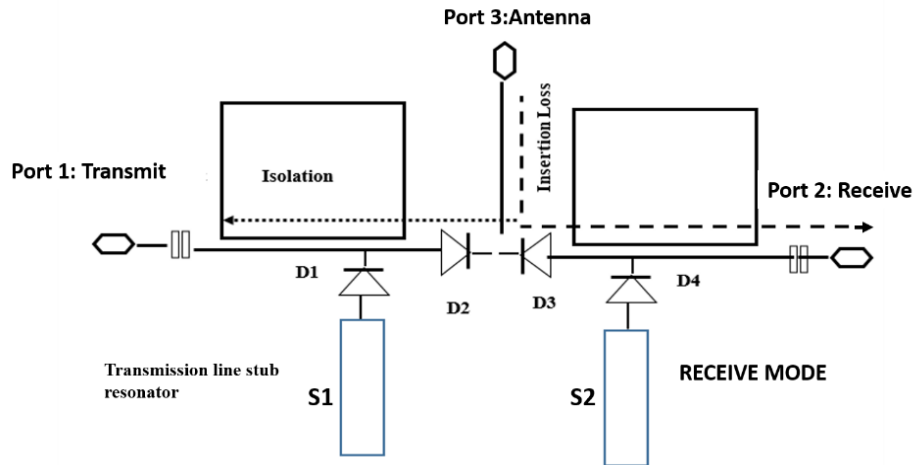 Port 3:Antenna
Insertion Loss
Port 1: Transmit
Isolation
Port 2: Receive
D1
D2
D3
D4
Transmission line stub
resonator
S1
S2
RECEIVE MODE